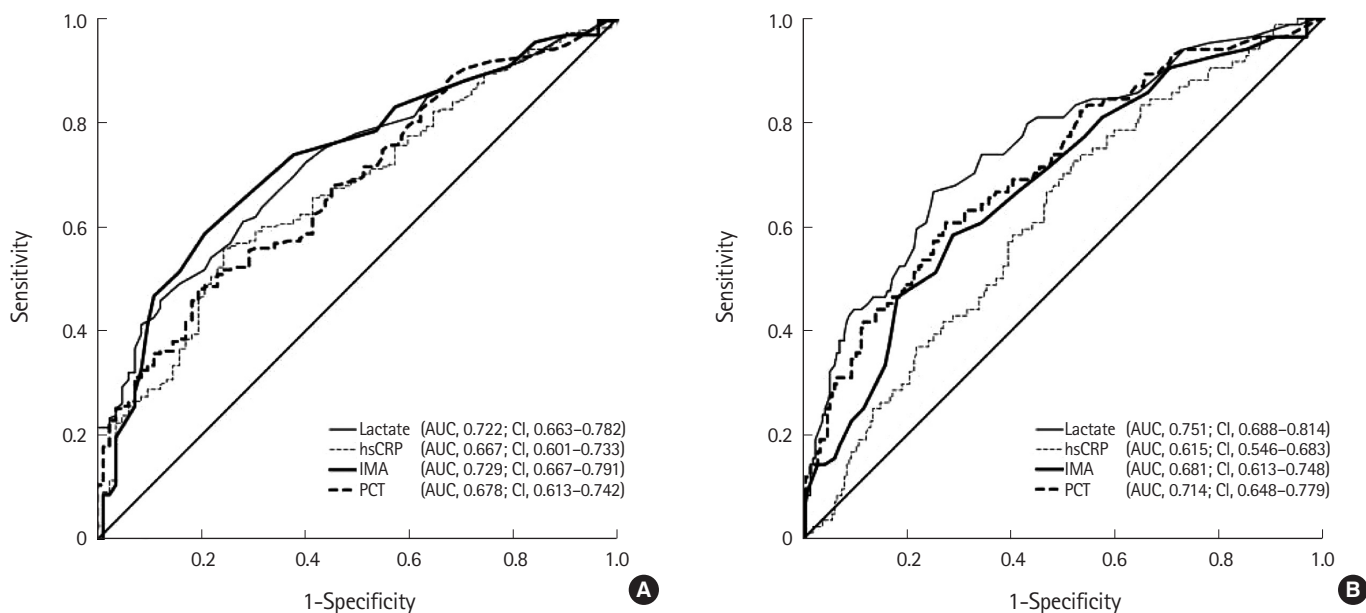 1.0
0.8
0.6
0.4
0.2
0
Sensitivity
Lactate (AUC, 0.722; CI, 0.663–0.782)
hsCRP (AUC, 0.667; CI, 0.601–0.733)
IMA (AUC, 0.729; CI, 0.667–0.791)
PCT (AUC, 0.678; CI, 0.613–0.742)
0.2 0.4 0.6 0.8 1.0
1-Specificity
A
1.0
0.8
0.6
0.4
0.2
0
Sensitivity
Lactate (AUC, 0.751; CI, 0.688–0.814)
hsCRP (AUC, 0.615; CI, 0.546–0.683)
IMA (AUC, 0.681; CI, 0.613–0.748)
PCT (AUC, 0.714; CI, 0.648–0.779)
0.2 0.4 0.6 0.8 1.0
1-Specificity
B